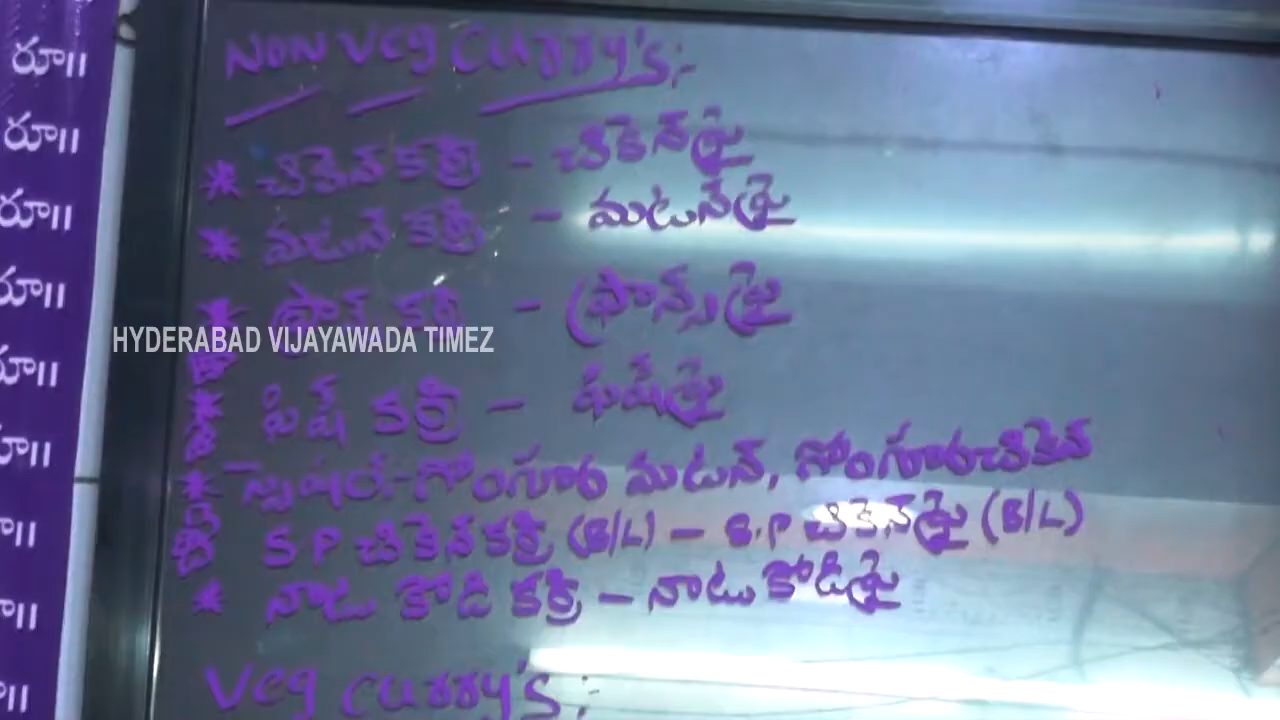 రూ॥
రూ॥
రూ॥
రూ॥
Non Veg Curry's:-
* చికెన్ కర్రీ - చికెన్ ఫ్రై
* మటన్ కర్రీ - మటన్ ఫ్రై
* ఫ్రాన్ కర్రీ - ఫ్రాన్స్ ఫ్రై
HYDERABAD VIJAYAWADA TIMEZ
* ఫిష్ కర్రీ - ఫిష్ ఫ్రై
* స్పెషల్:- గోంగూర మటన్, గోంగూర చికెన్
S.P చికెన్ కర్రీ (B/L) - S.P చికెన్ ఫ్రై (B/L)
* నాటు కోడి కర్రీ - నాటు కోడి ఫ్రై
Veg Curry's:-